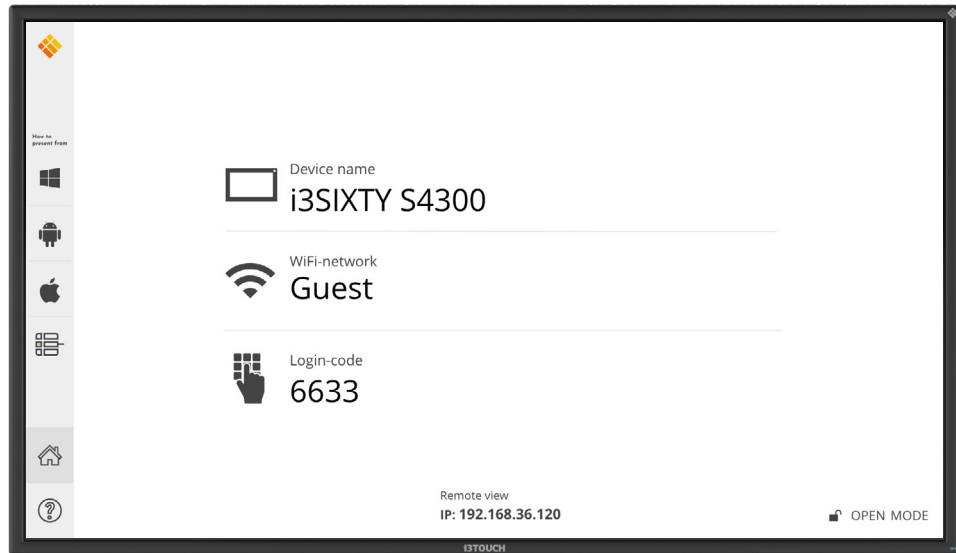 How to
present from
Device name
i3SIXTY S4300
WiFi-network
Guest
Login-code
6633
Remote view
IP: 192.168.36.120
OPEN MODE
i3TOUCH